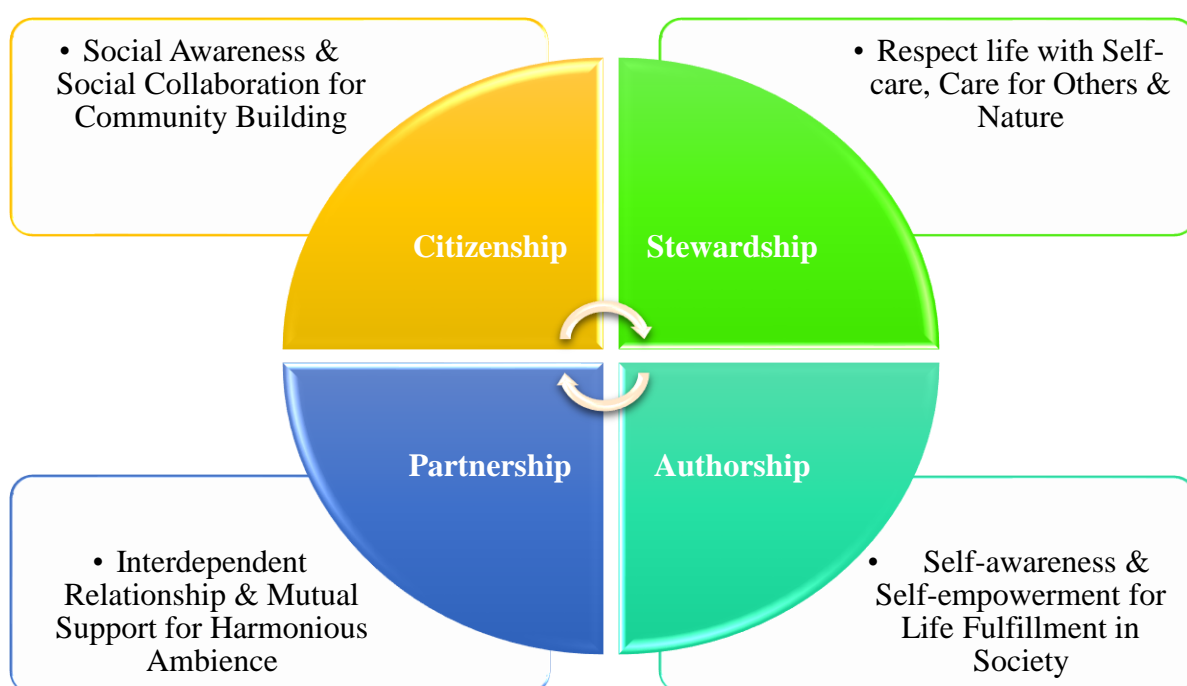 • Social Awareness &
Social Collaboration for
Community Building
• Respect life with Self-
care, Care for Others &
Nature
Citizenship
Stewardship
Partnership
Authorship
• Interdependent
Relationship & Mutual
Support for Harmonious
Ambience
• Self-awareness &
Self-empowerment for
Life Fulfillment in
Society